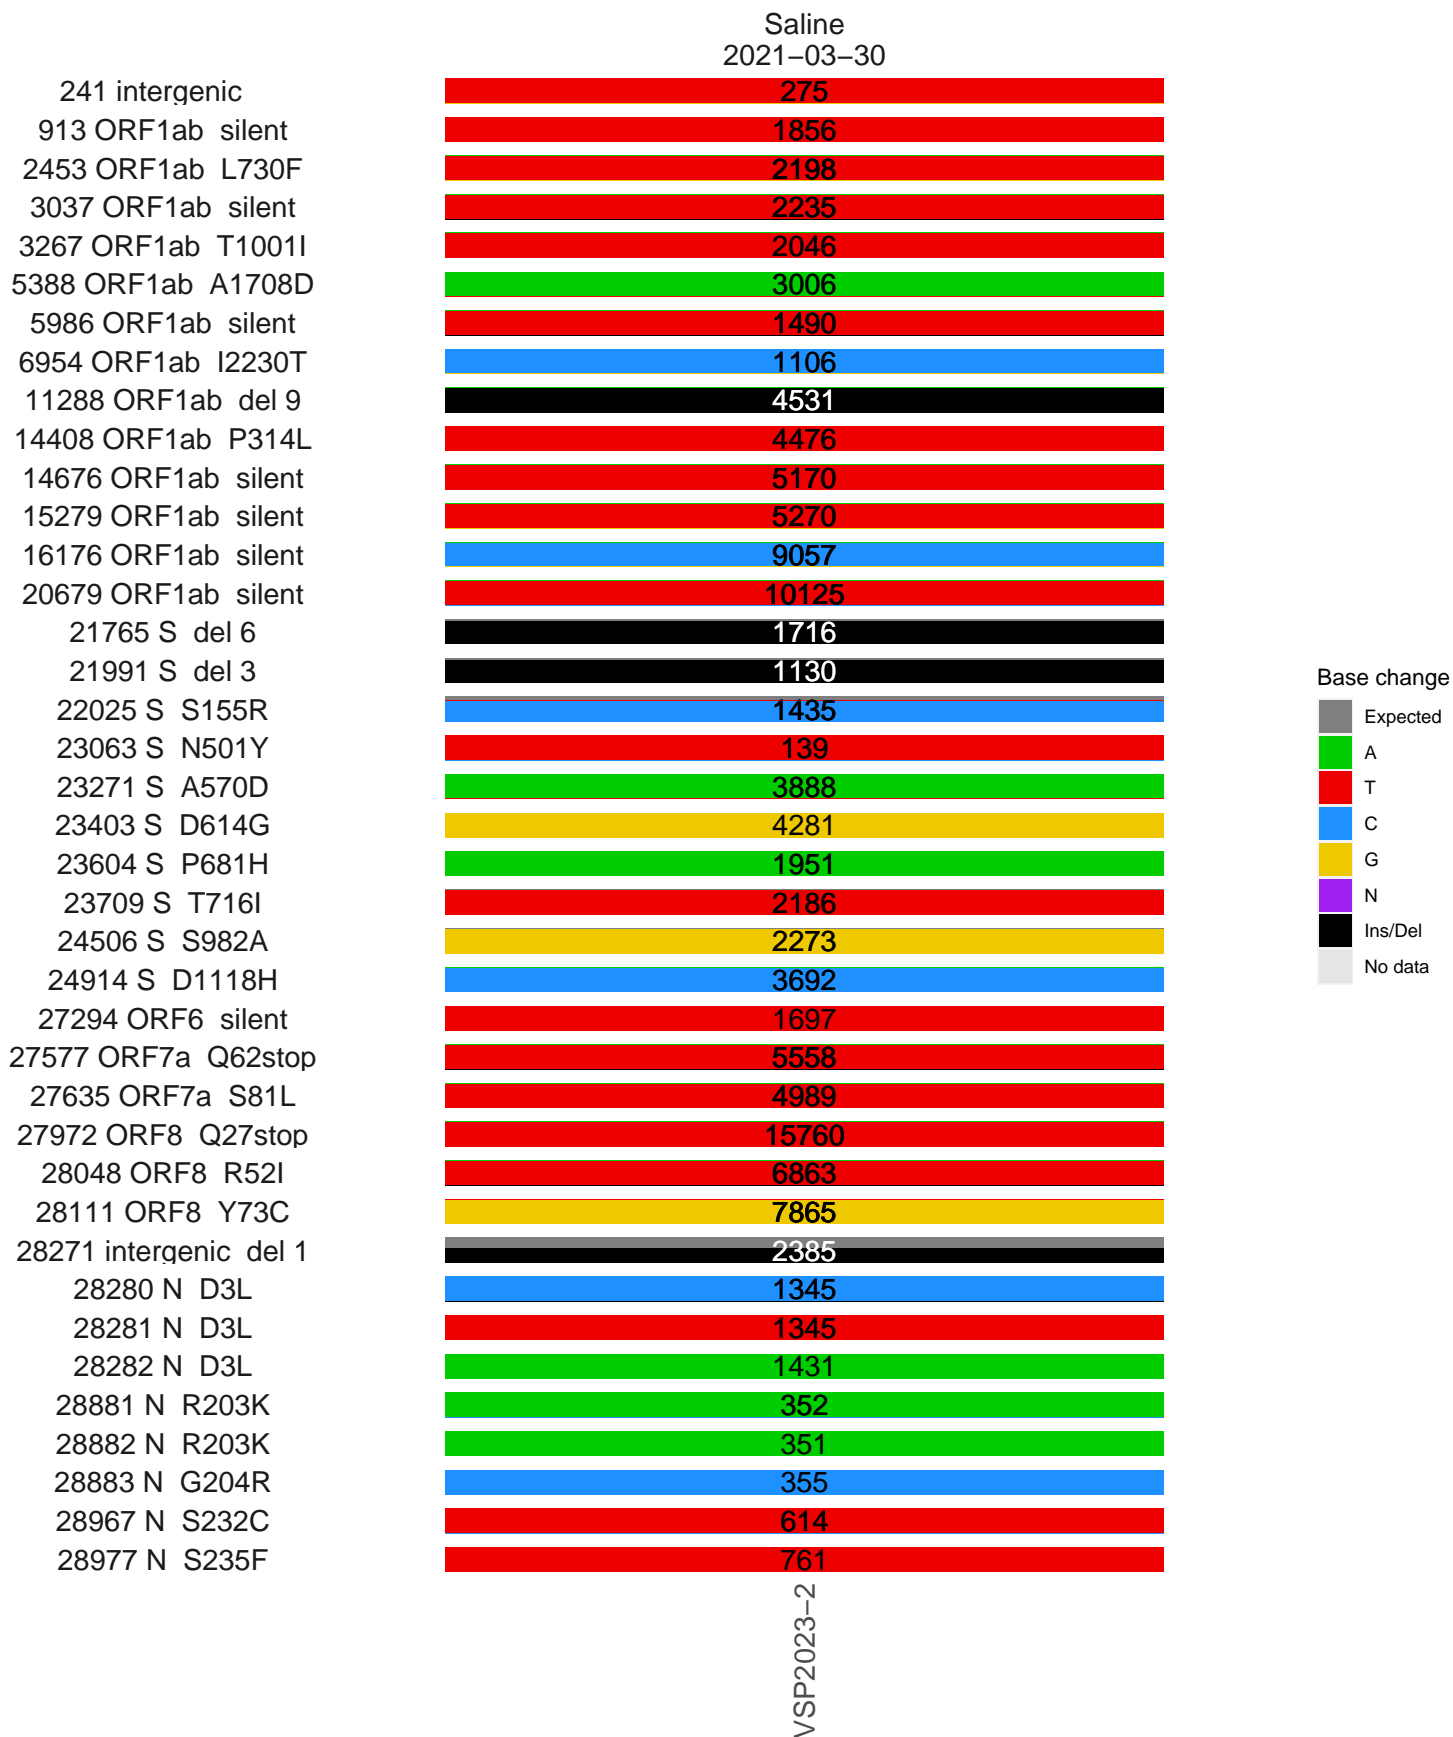 Saline
2021−03−30
241 intergenic 275
913 ORF1ab silent 1856
2453 ORF1ab L730F 2198
3037 ORF1ab silent 2235
3267 ORF1ab T1001I 2046
5388 ORF1ab A1708D 3006
5986 ORF1ab silent 1490
6954 ORF1ab I2230T 1106
11288 ORF1ab del 9 4531
14408 ORF1ab P314L 4476
14676 ORF1ab silent 5170
15279 ORF1ab silent 5270
16176 ORF1ab silent 9057
20679 ORF1ab silent 10125
21765 S del 6 1716
21991 S del 3 1130
22025 S S155R 1435
23063 S N501Y 139
23271 S A570D 3888
23403 S D614G 4281
23604 S P681H 1951
23709 S T716I 2186
24506 S S982A 2273
24914 S D1118H 3692
27294 ORF6 silent 1697
27577 ORF7a Q62stop 5558
27635 ORF7a S81L 4989
27972 ORF8 Q27stop 15760
28048 ORF8 R52I 6863
28111 ORF8 Y73C 7865
28271 intergenic del 1 2385
28280 N D3L 1345
28281 N D3L 1345
28282 N D3L 1431
28881 N R203K 352
28882 N R203K 351
28883 N G204R 355
28967 N S232C 614
28977 N S235F 761
VSP2023−2
Base change
Expected
A
T
C
G
N
Ins/Del
No data